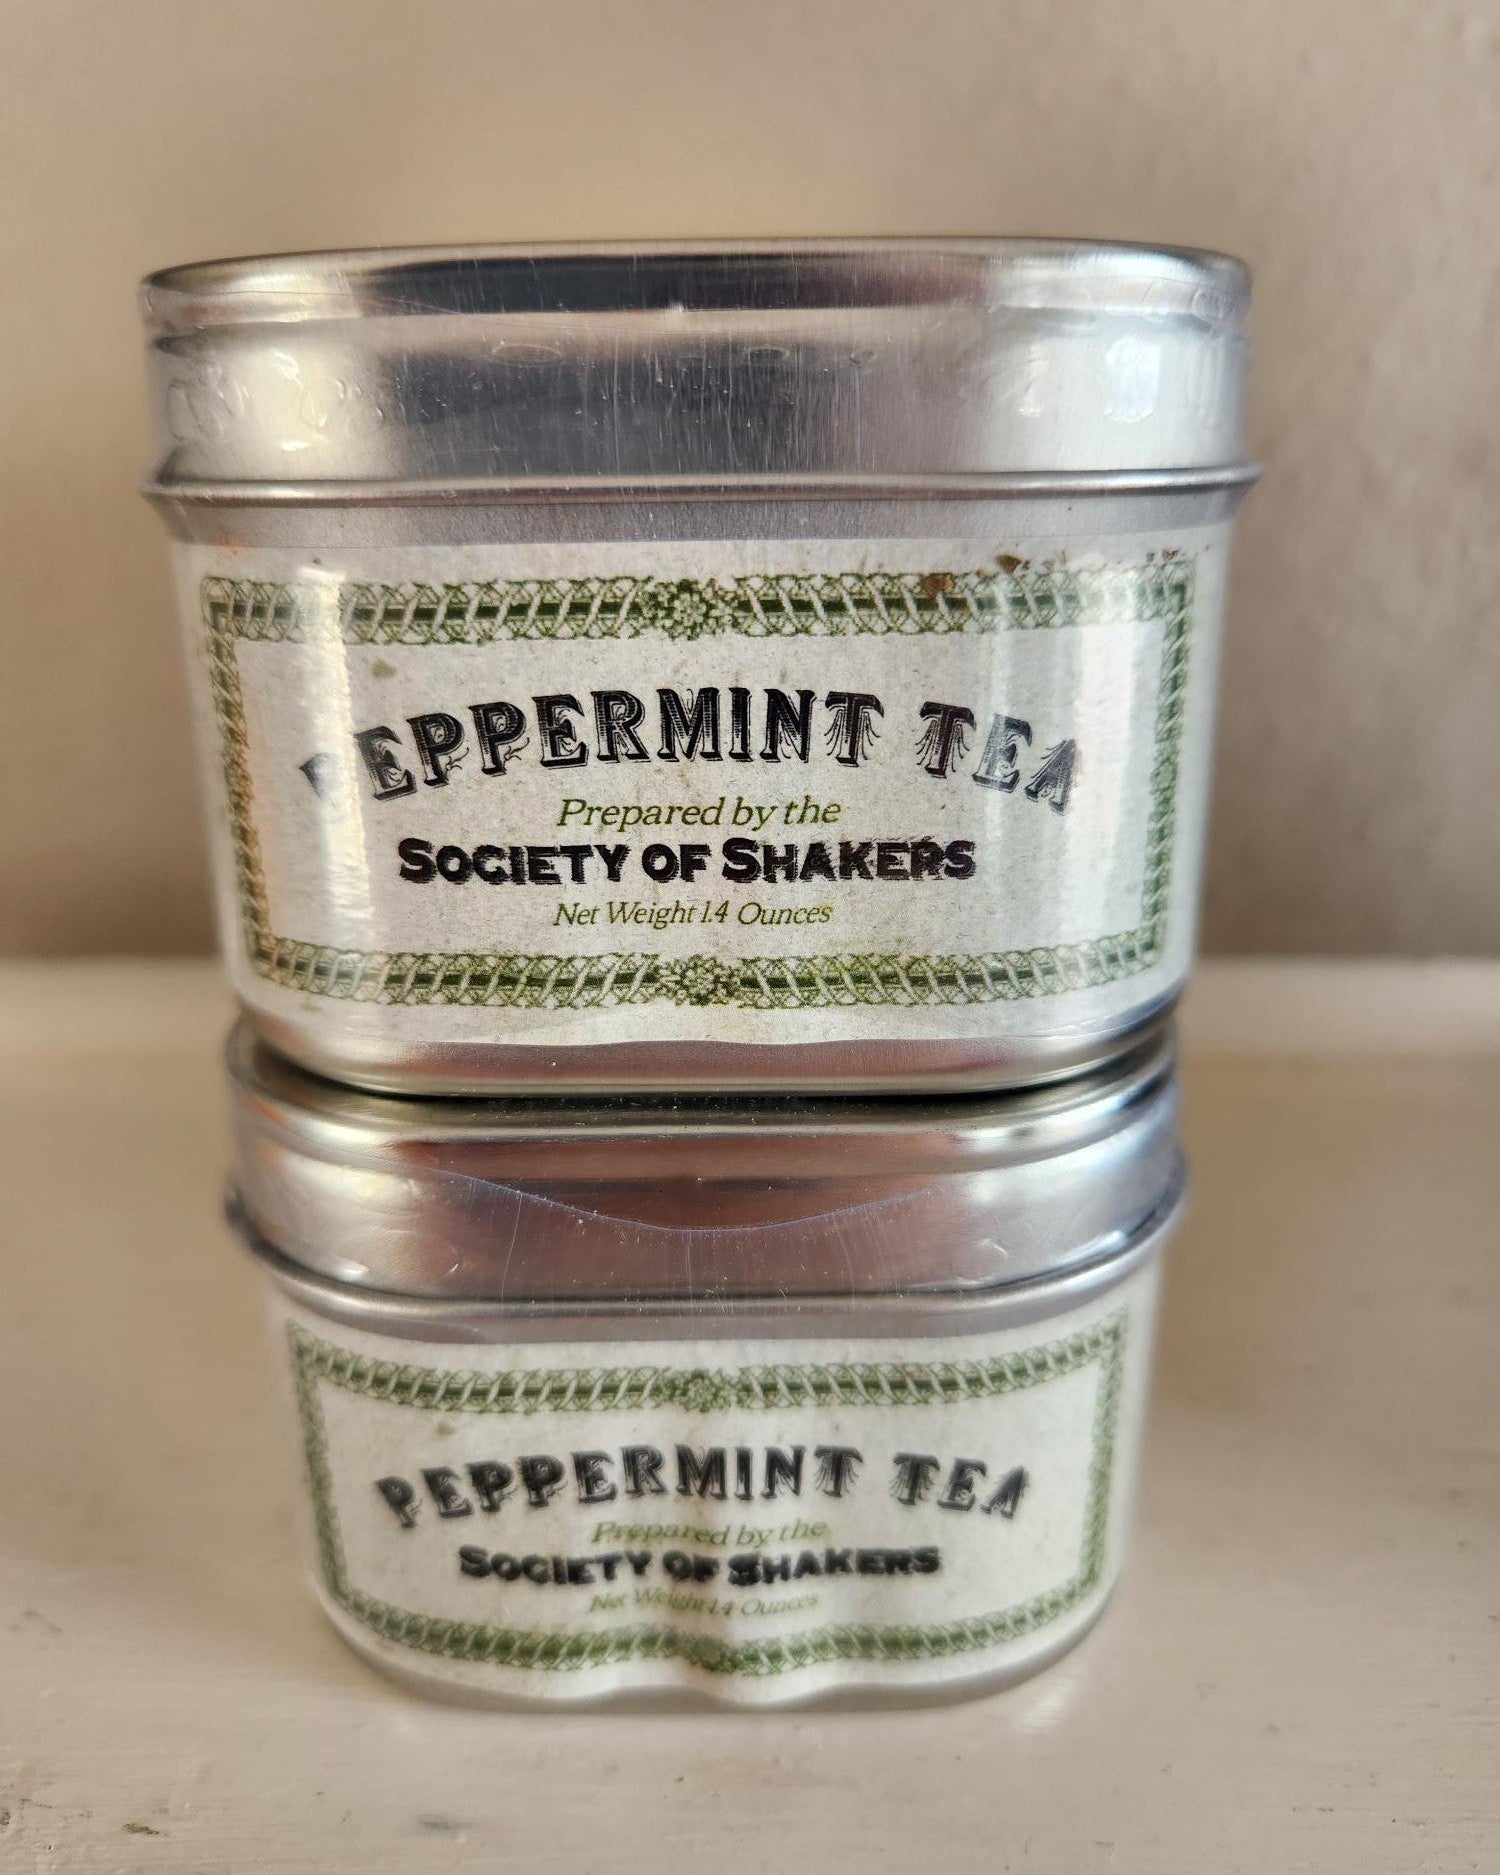 PEPPERMINT TEA
Prepared by the
SOCIETY OF SHAKERS
Net Weight 1.4 Ounces
PEPPERMINT TEA
Prepared by the
SOCIETY OF SHAKERS
Net Weight 1.4 Ounces